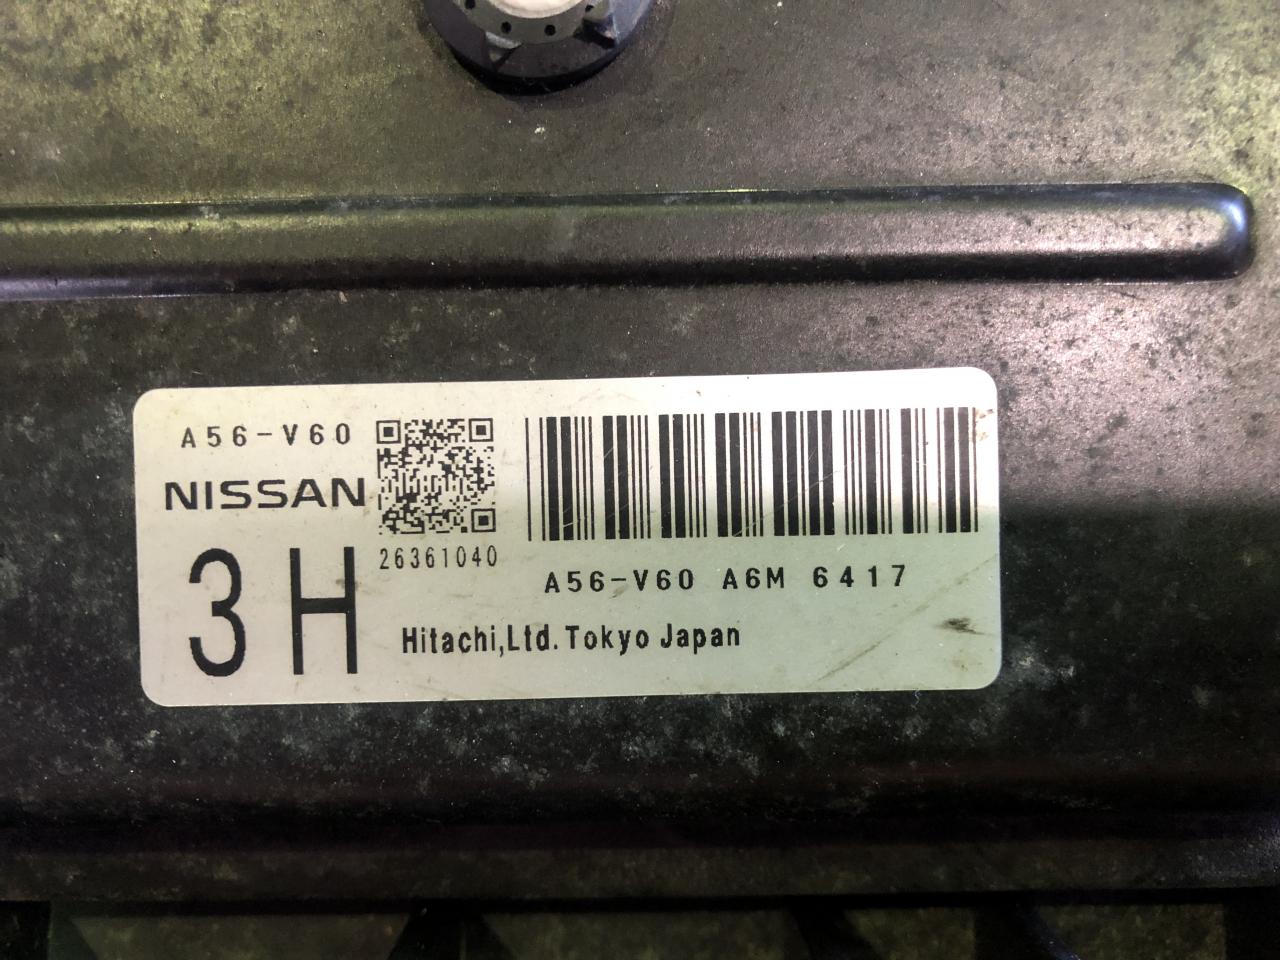 A56-V60
NISSAN
3H
26361040
A56-V60 A6M 6417
Hitachi,Ltd. Tokyo Japan